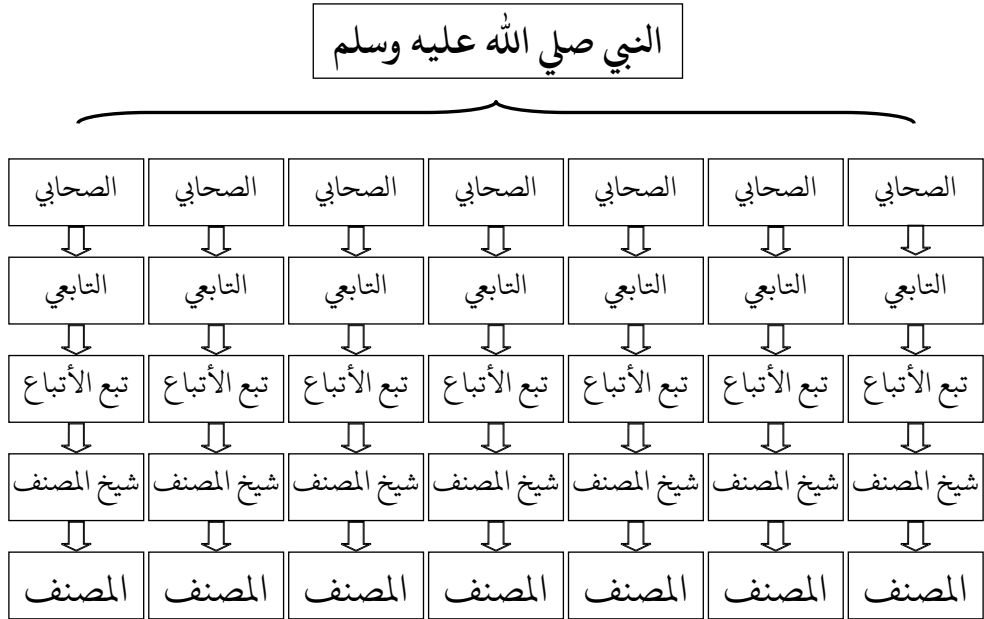 النبي صلي الله عليه وسلم
الصحابي الصحابي الصحابي الصحابي الصحابي الصحابي الصحابي
التابعي التابعي التابعي التابعي التابعي التابعي التابعي
تبع الأتباع تبع الأتباع تبع الأتباع تبع الأتباع تبع الأتباع تبع الأتباع تبع الأتباع
شيخ المصنف شيخ المصنف شيخ المصنف شيخ المصنف شيخ المصنف شيخ المصنف شيخ المصنف
المصنف المصنف المصنف المصنف المصنف المصنف المصنف